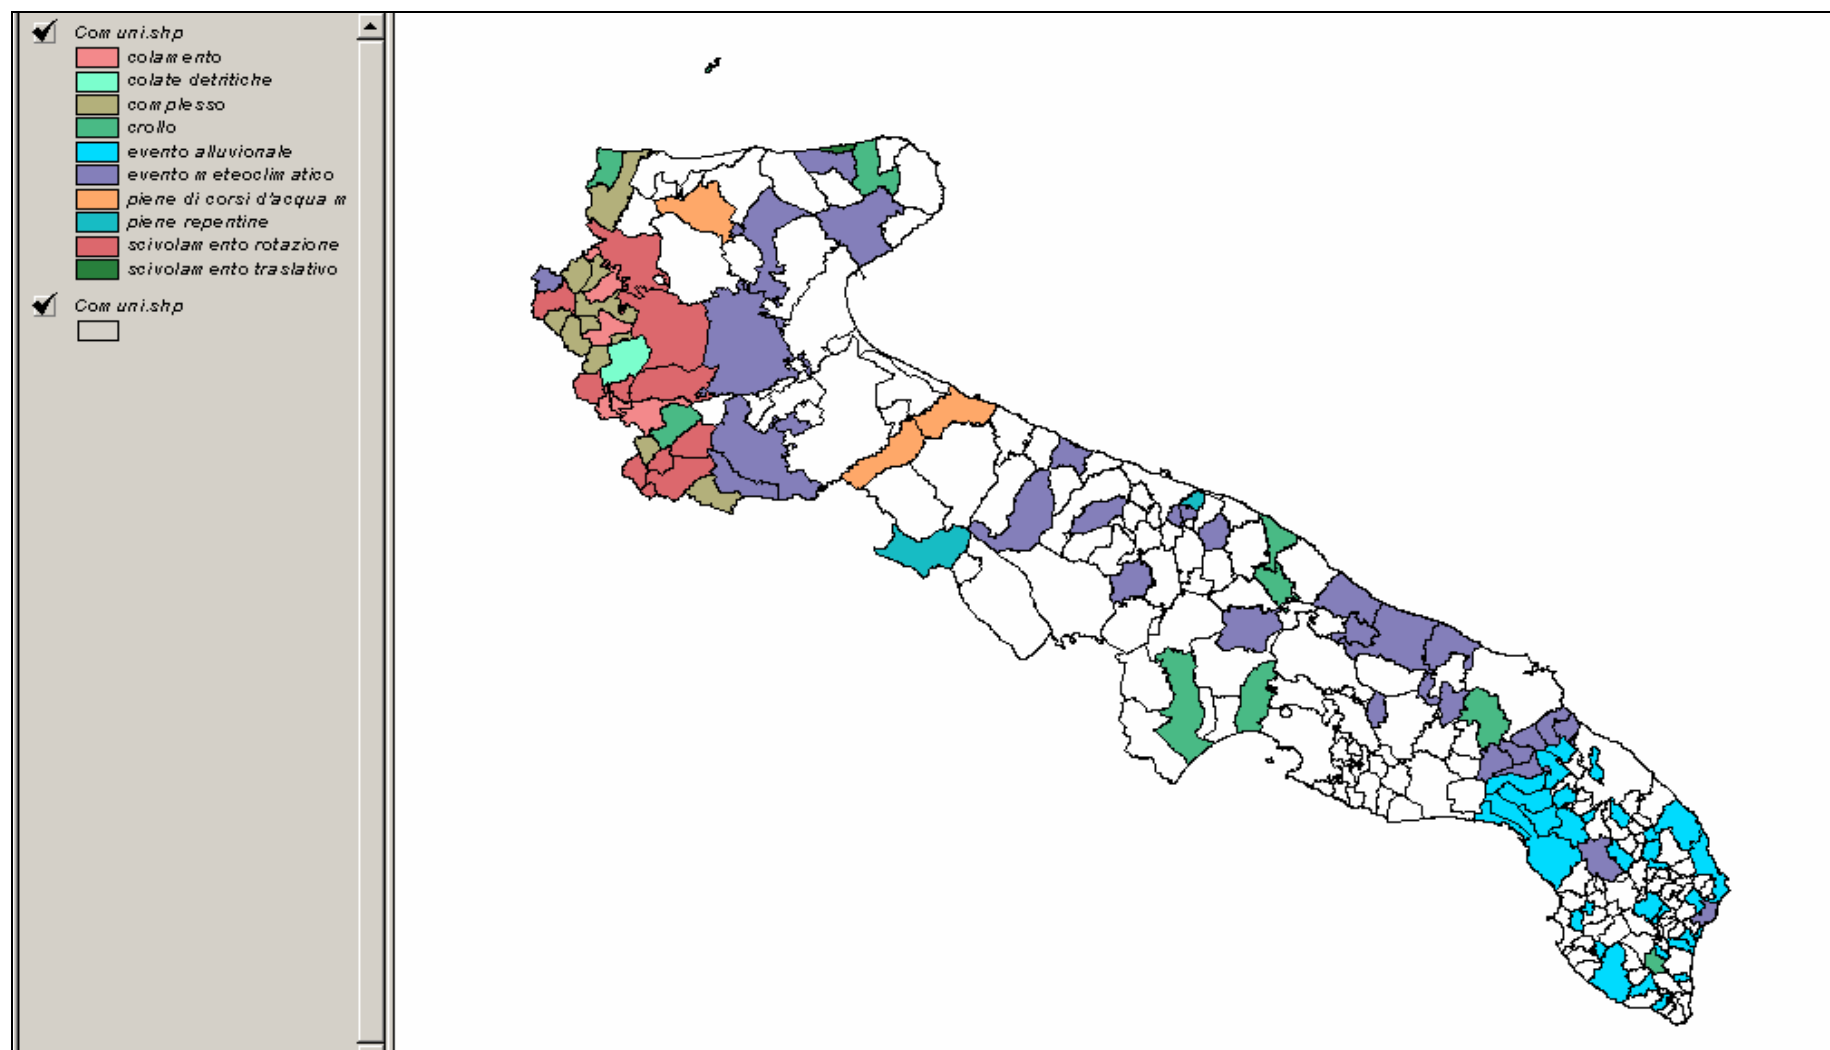 Comuni.shp
colamento
colate detritiche
complesso
crollo
evento alluvionale
evento meteoclimatico
piene di corsi d'acqua m
piene repentine
scivolamento rotazione
scivolamento traslativo
Comuni.shp